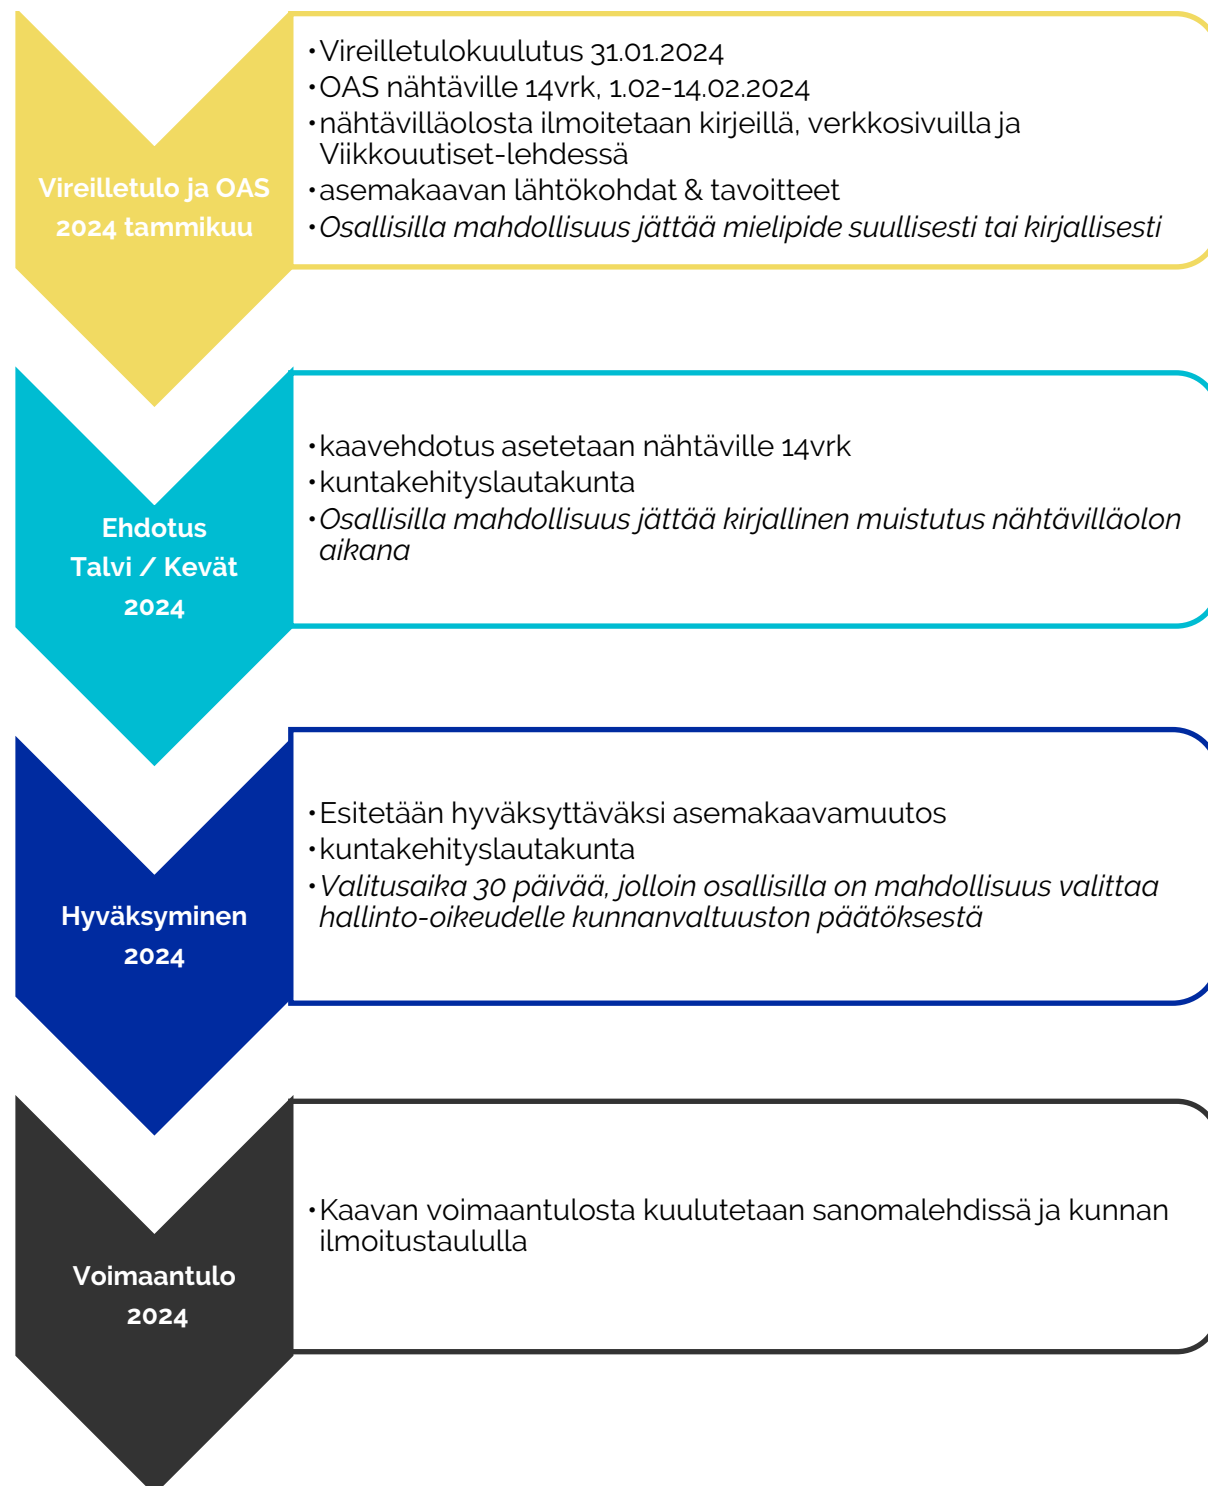 Vireilletulo ja OAS
2024 tammikuu
•Vireilletulokuulutus 31.01.2024
•OAS nähtäville 14vrk, 1.02-14.02.2024
•nähtävilläolosta ilmoitetaan kirjeillä, verkkosivuilla ja
Viikkouutiset-lehdessä
•asemakaavan lähtökohdat & tavoitteet
•Osallisilla mahdollisuus jättää mielipide suullisesti tai kirjallisesti
Ehdotus
Talvi / Kevät
2024
•kaavehdotus asetetaan nähtäville 14vrk
•kuntakehityslautakunta
•Osallisilla mahdollisuus jättää kirjallinen muistutus nähtävilläolon
aikana
Hyväksyminen
2024
•Esitetään hyväksyttäväksi asemakaavamuutos
•kuntakehityslautakunta
•Valitusaika 30 päivää, jolloin osallisilla on mahdollisuus valittaa
hallinto-oikeudelle kunnanvaltuuston päätöksestä
Voimaantulo
2024
•Kaavan voimaantulosta kuulutetaan sanomalehdissä ja kunnan
ilmoitustaululla